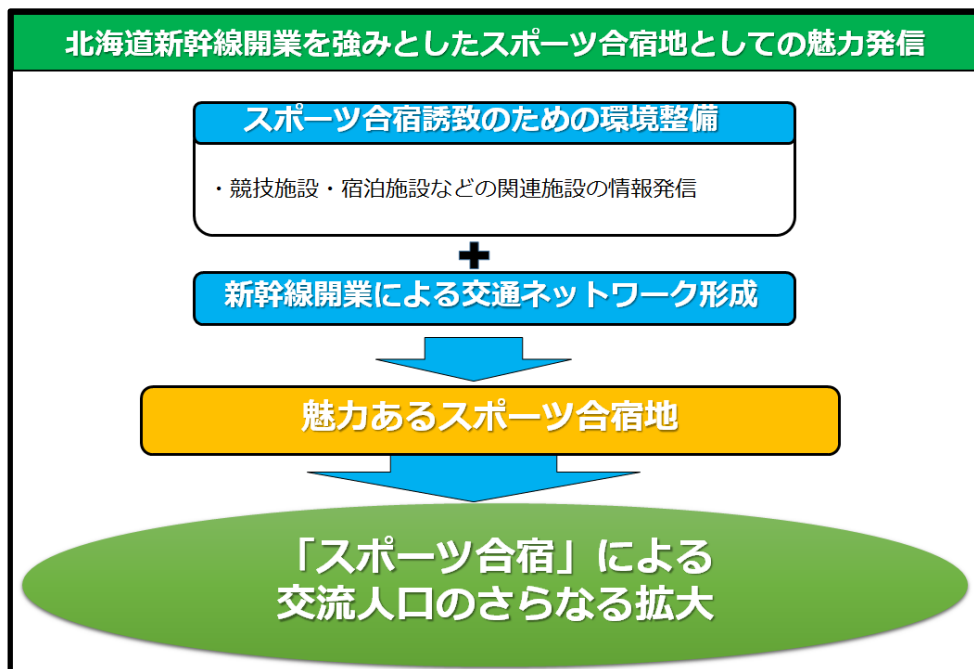 北海道新幹線開業を強みとしたスポーツ合宿地としての魅力発信
スポーツ合宿誘致のための環境整備
・競技施設・宿泊施設などの関連施設の情報発信
新幹線開業による交通ネットワーク形成
魅力あるスポーツ合宿地
「スポーツ合宿」による
交流人口のさらなる拡大